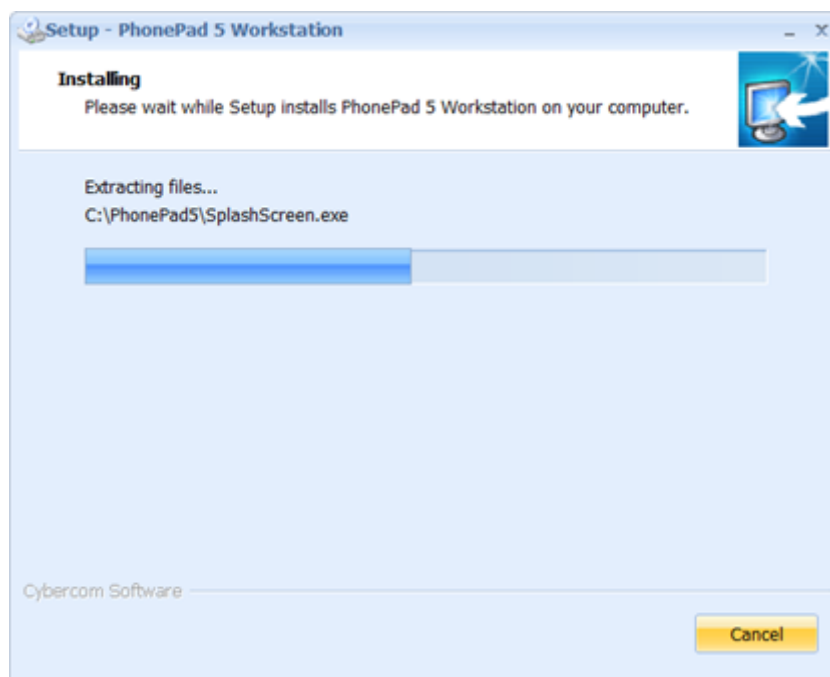 Setup - PhonePad 5 Workstation
Installing
Please wait while Setup installs PhonePad 5 Workstation on your computer.
Extracting files...
C:\PhonePad5\SplashScreen.exe
Cybercom Software
Cancel